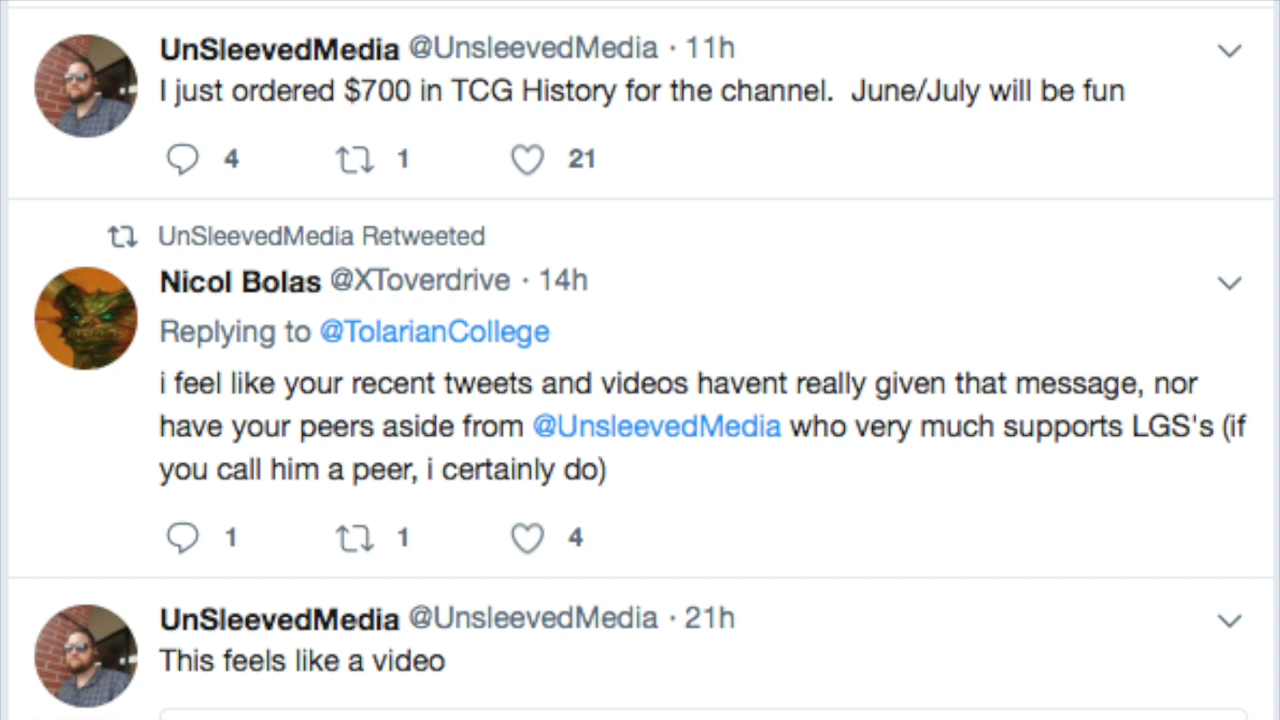 UnSleevedMedia @UnsleevedMedia · 11h
I just ordered $700 in TCG History for the channel.  June/July will be fun
4 1 21
UnSleevedMedia Retweeted
Nicol Bolas @XToverdrive · 14h
Replying to @TolarianCollege
i feel like your recent tweets and videos havent really given that message, nor
have your peers aside from @UnsleevedMedia who very much supports LGS's (if
you call him a peer, i certainly do)
1 1 4
UnSleevedMedia @UnsleevedMedia · 21h
This feels like a video